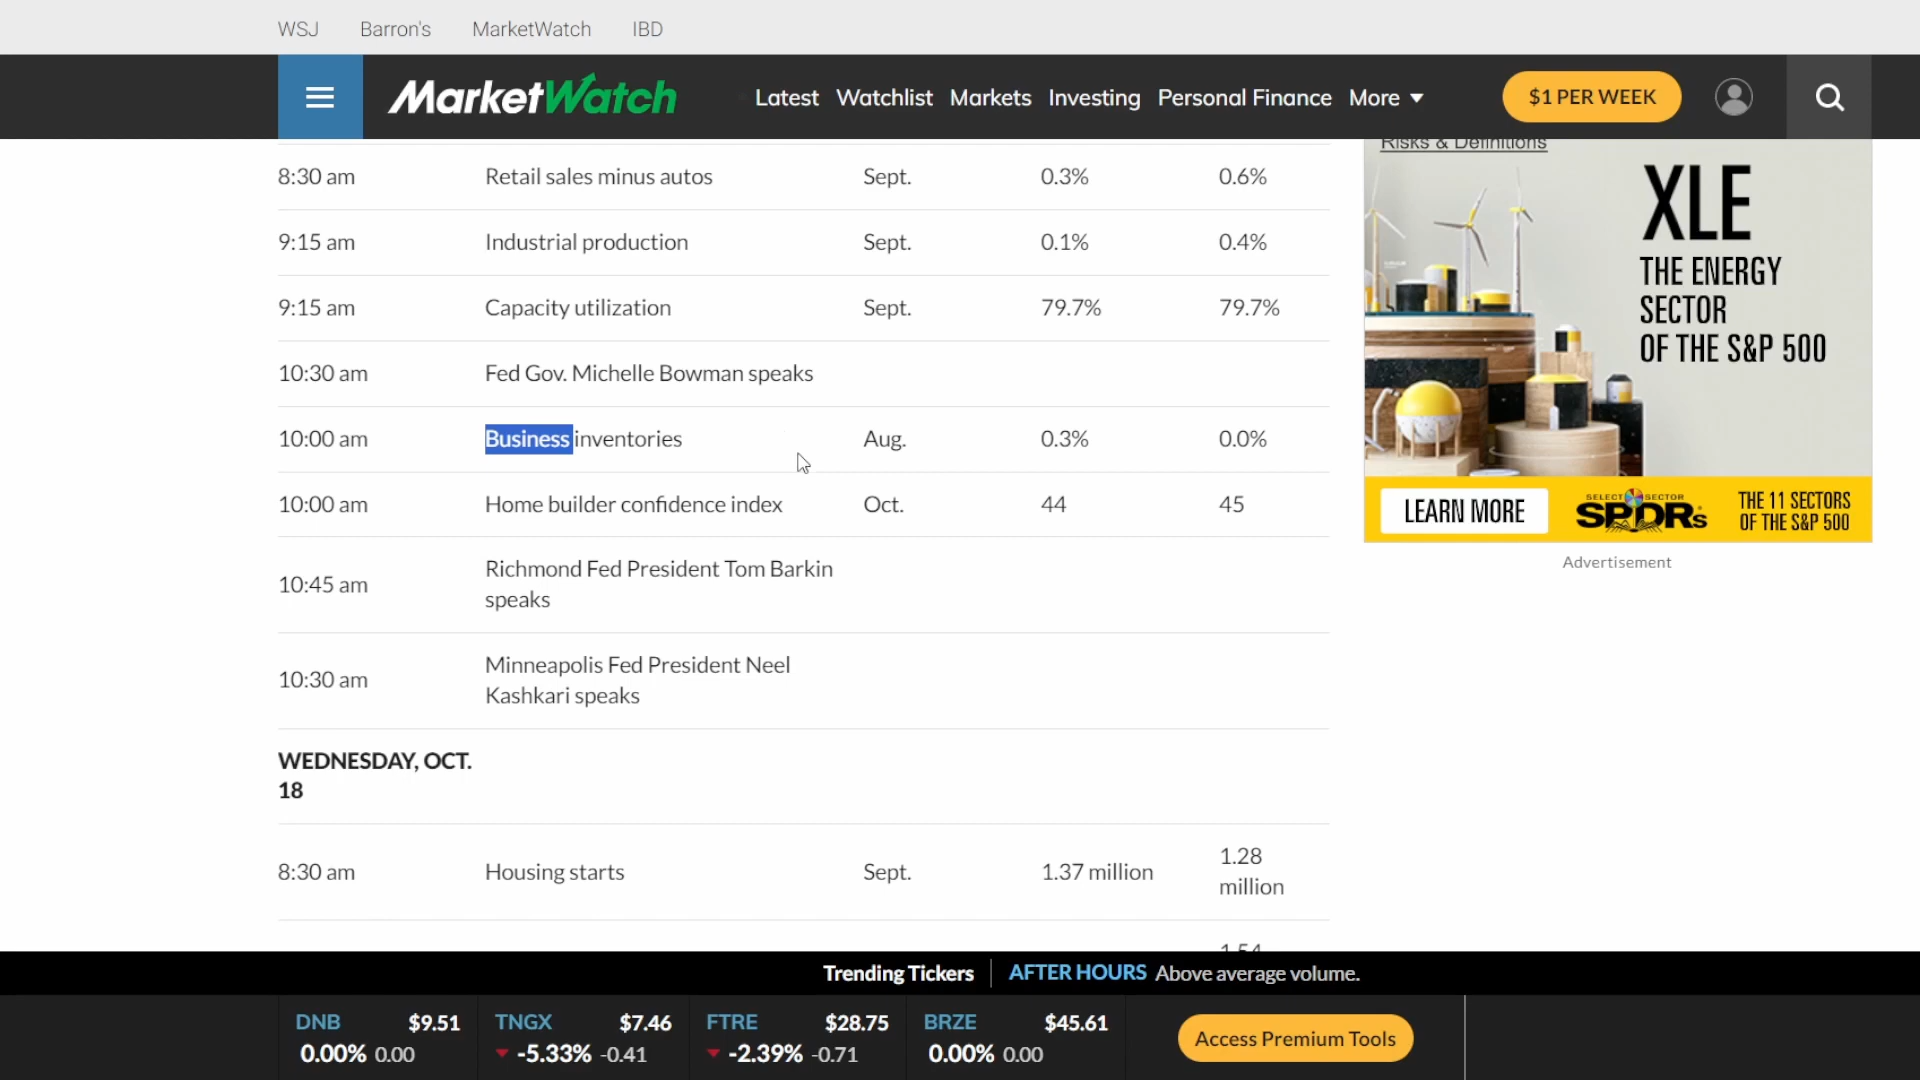 WSJ Barron's MarketWatch IBD
MarketWatch Latest Watchlist Markets Investing Personal Finance More $1 PER WEEK
Risks & Definitions
8:30 am Retail sales minus autos Sept. 0.3% 0.6%
9:15 am Industrial production Sept. 0.1% 0.4%
9:15 am Capacity utilization Sept. 79.7% 79.7%
10:30 am Fed Gov. Michelle Bowman speaks
10:00 am Business inventories Aug. 0.3% 0.0%
10:00 am Home builder confidence index Oct. 44 45
10:45 am Richmond Fed President Tom Barkin
speaks
10:30 am Minneapolis Fed President Neel
Kashkari speaks
WEDNESDAY, OCT.
18
8:30 am Housing starts Sept. 1.37 million 1.28
million
1.54
XLE
THE ENERGY
SECTOR
OF THE S&P 500
LEARN MORE
SELECT SECTOR
SPDRs
THE 11 SECTORS
OF THE S&P 500
Advertisement
Trending Tickers AFTER HOURS Above average volume.
DNB $9.51
0.00% 0.00
TNGX $7.46
-5.33% -0.41
FTRE $28.75
-2.39% -0.71
BRZE $45.61
0.00% 0.00
Access Premium Tools